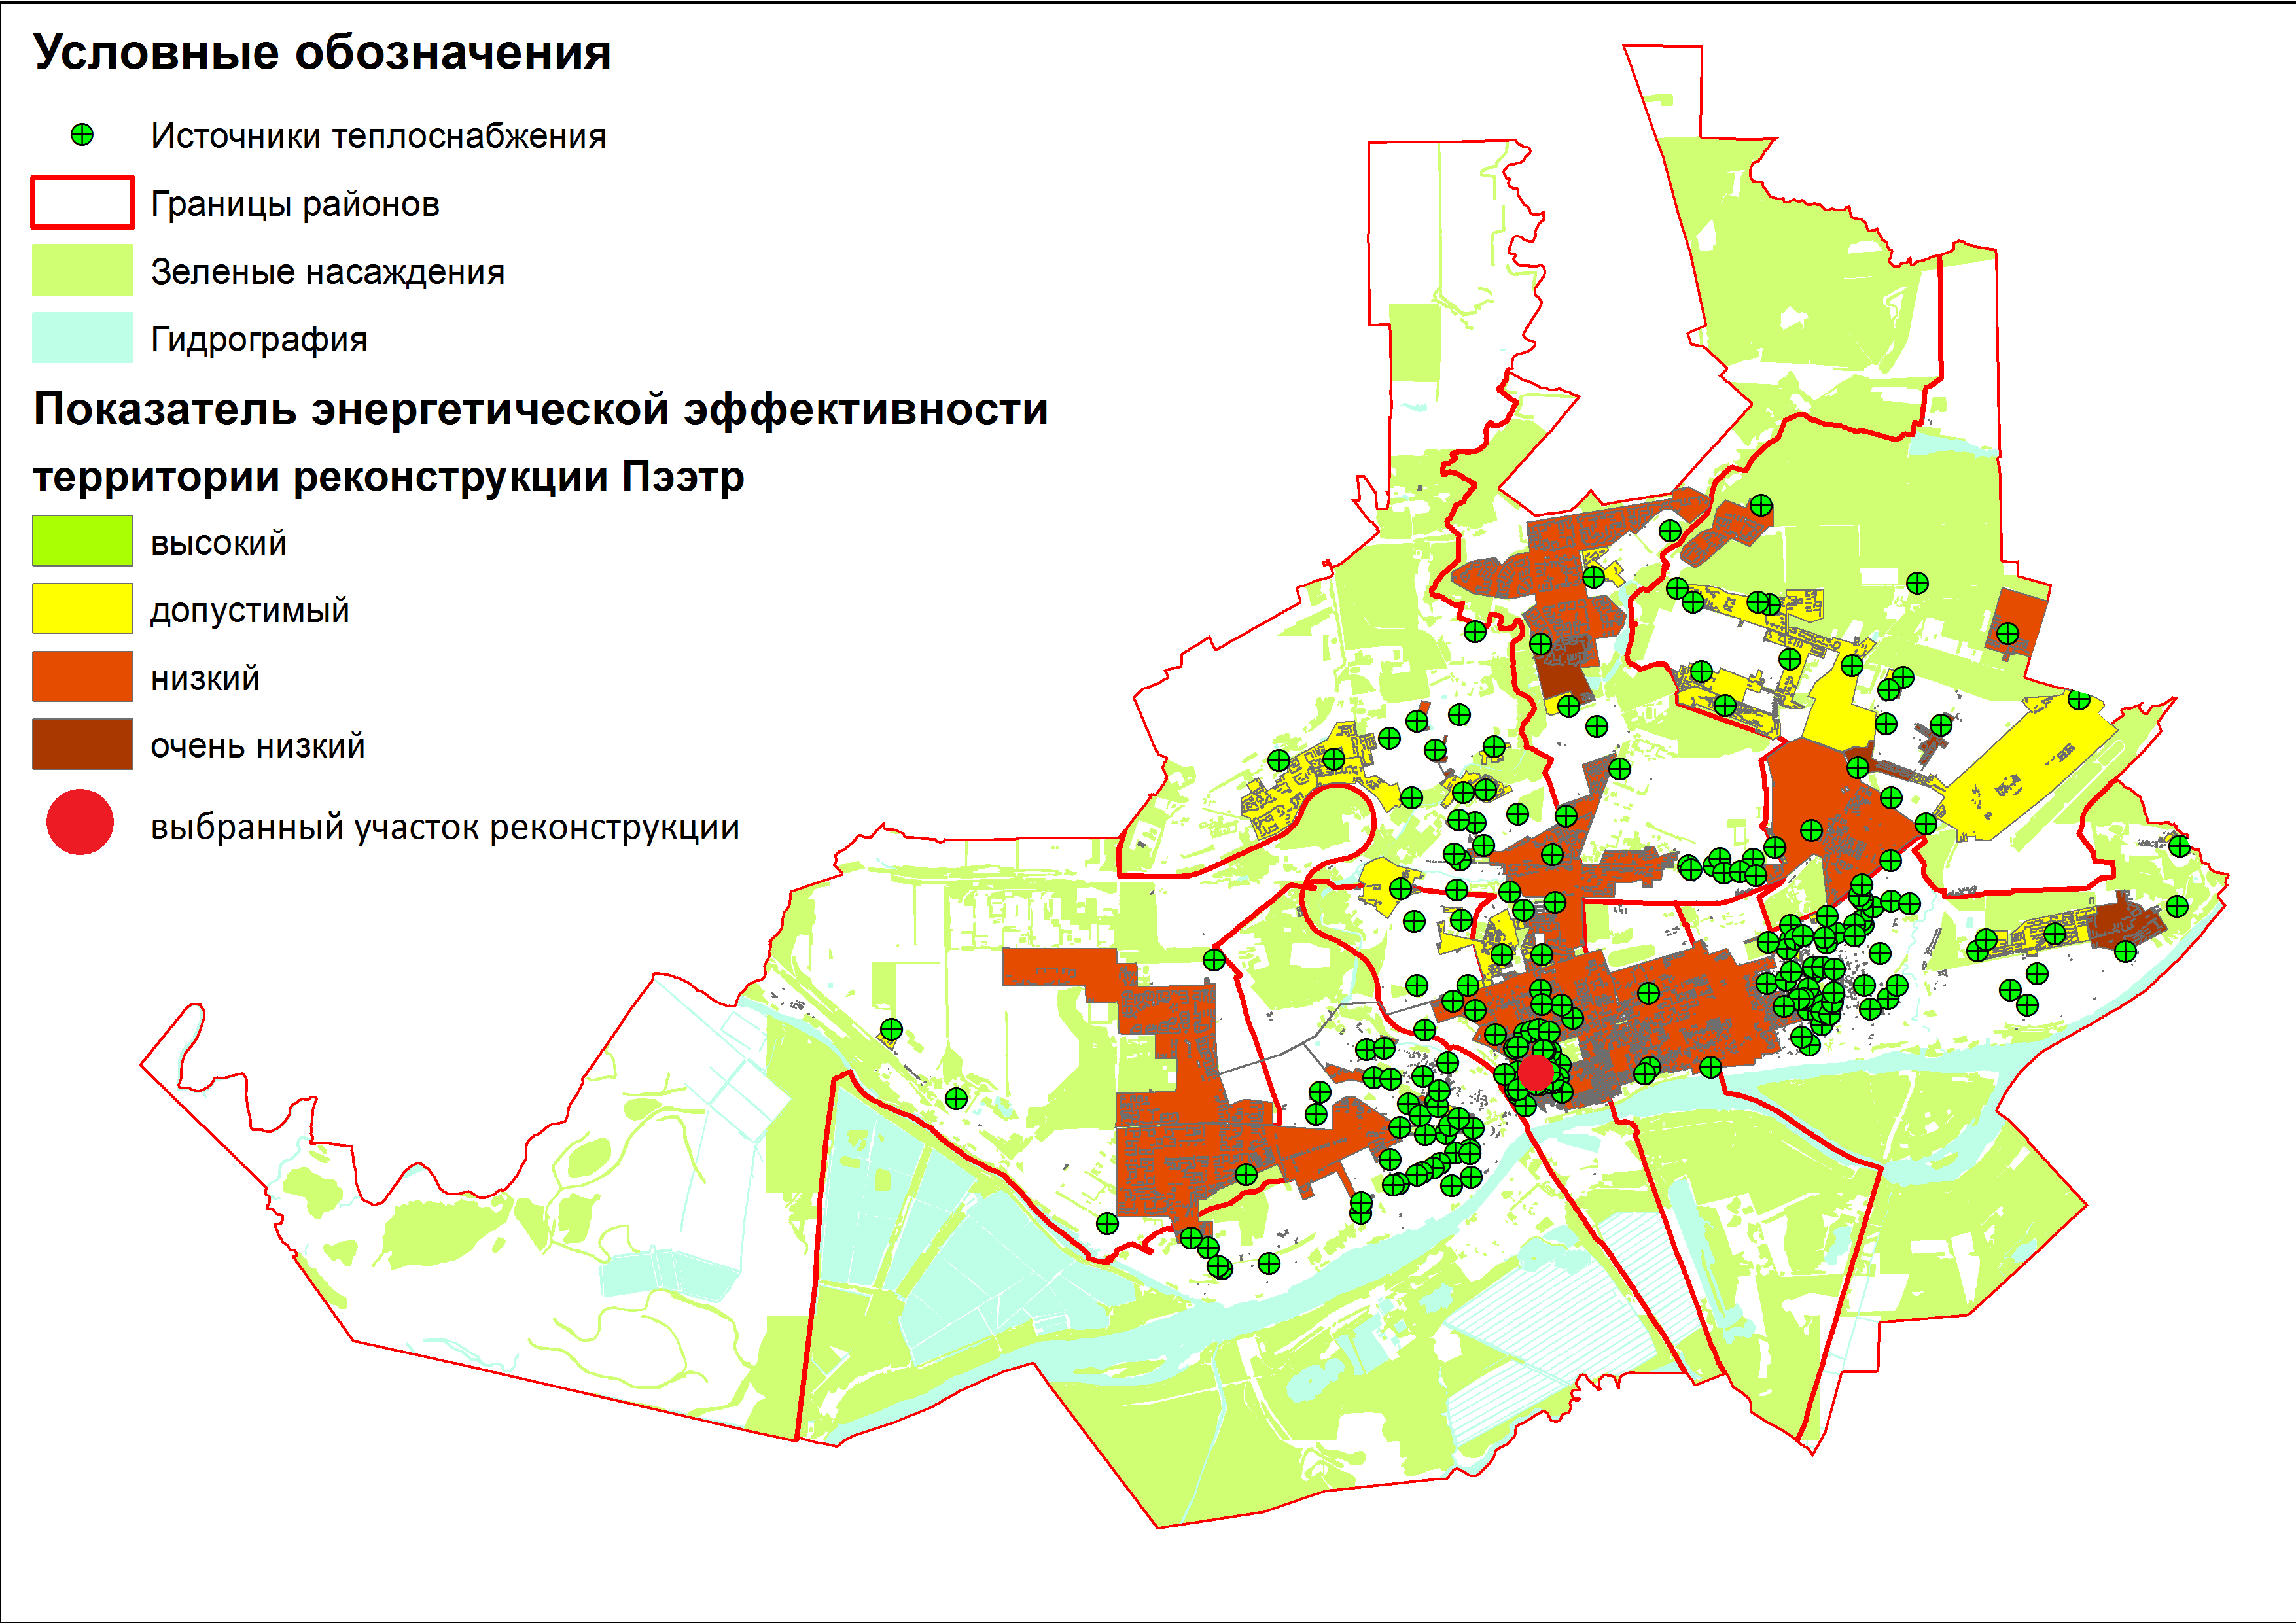 Условные обозначения
Источники теплоснабжения
Границы районов
Зеленые насаждения
Гидрография
Показатель энергетической эффективности
территории реконструкции Пээтр
высокий
допустимый
низкий
очень низкий
выбранный участок реконструкции